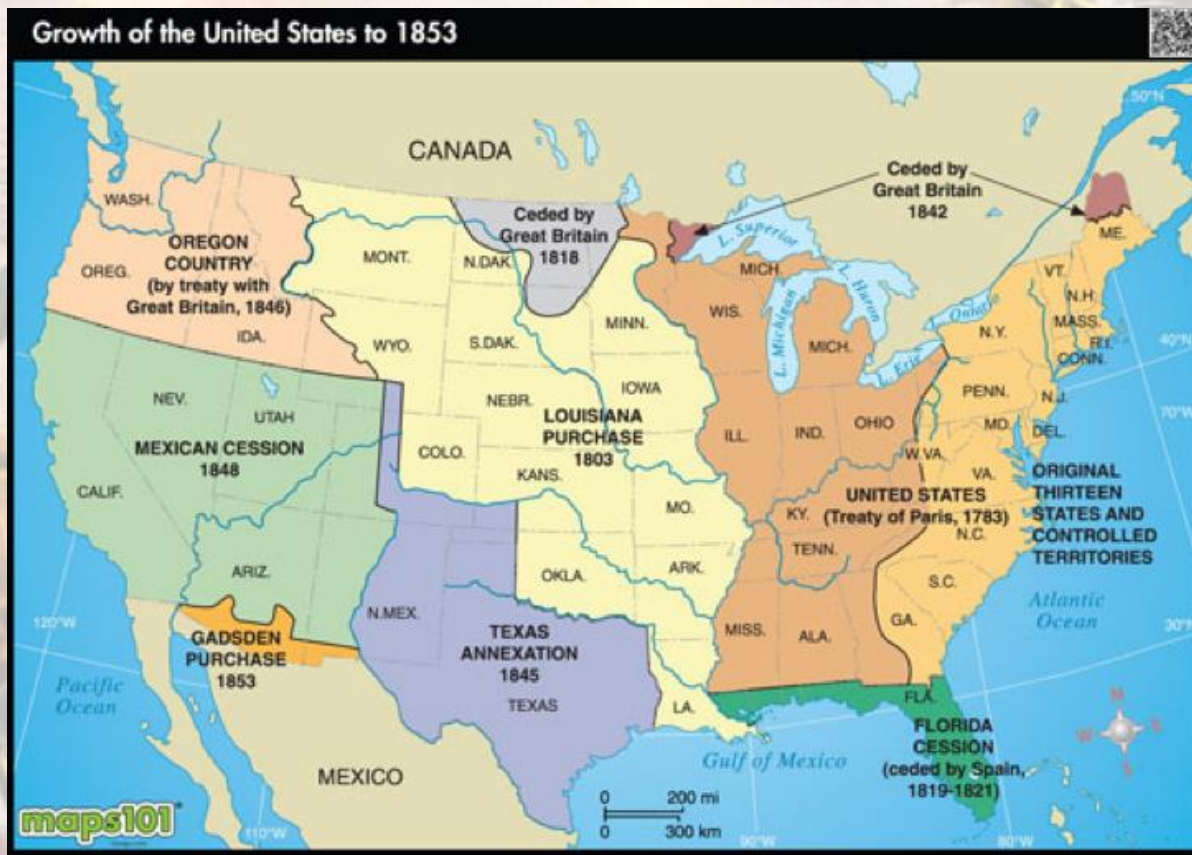 Growth of the United States to 1853
50°N
CANADA
Ceded by
Great Britain
1842
WASH.
Ceded by
Great Britain
1818
L. Superior
ME.
OREGON
COUNTRY
(by treaty with
Great Britain, 1846)
OREG.
MONT.
N.DAK.
MICH.
VT.
N.H.
L. Huron
WIS.
L. Michigan
MINN.
Ontario
MASS.
N.Y.
R.I.
CONN.
40°N
IDA.
WYO.
S.DAK.
MICH.
L. Erie
NEV.
UTAH
NEBR.
IOWA
PENN.
N.J.
70°W
LOUISIANA
PURCHASE
1803
ILL.
IND.
OHIO
MD.
DEL.
MEXICAN CESSION
1848
COLO.
KANS.
W.VA.
VA.
ORIGINAL
THIRTEEN
STATES AND
CONTROLLED
TERRITORIES
CALIF.
MO.
KY.
UNITED STATES
(Treaty of Paris, 1783)
N.C.
TENN.
ARIZ.
OKLA.
ARK.
S.C.
Atlantic
Ocean
N.MEX.
120°W
GADSDEN
PURCHASE
1853
TEXAS
ANNEXATION
1845
MISS.
ALA.
GA.
30°N
Pacific
Ocean
TEXAS
LA.
FLA.
N
W
S
S
FLORIDA
CESSION
(ceded by Spain,
1819-1821)
Gulf of Mexico
MEXICO
0 200 mi
0 300 km
maps101
110°W
90°W
80°W